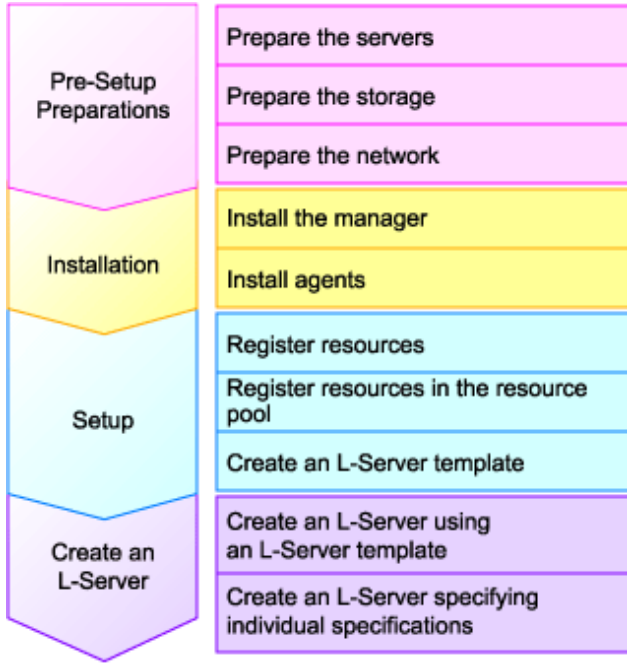 Pre-Setup
Preparations
Prepare the servers
Prepare the storage
Prepare the network
Installation
Install the manager
Install agents
Setup
Register resources
Register resources in the resource
pool
Create an L-Server template
Create an
L-Server
Create an L-Server using
an L-Server template
Create an L-Server specifying
individual specifications